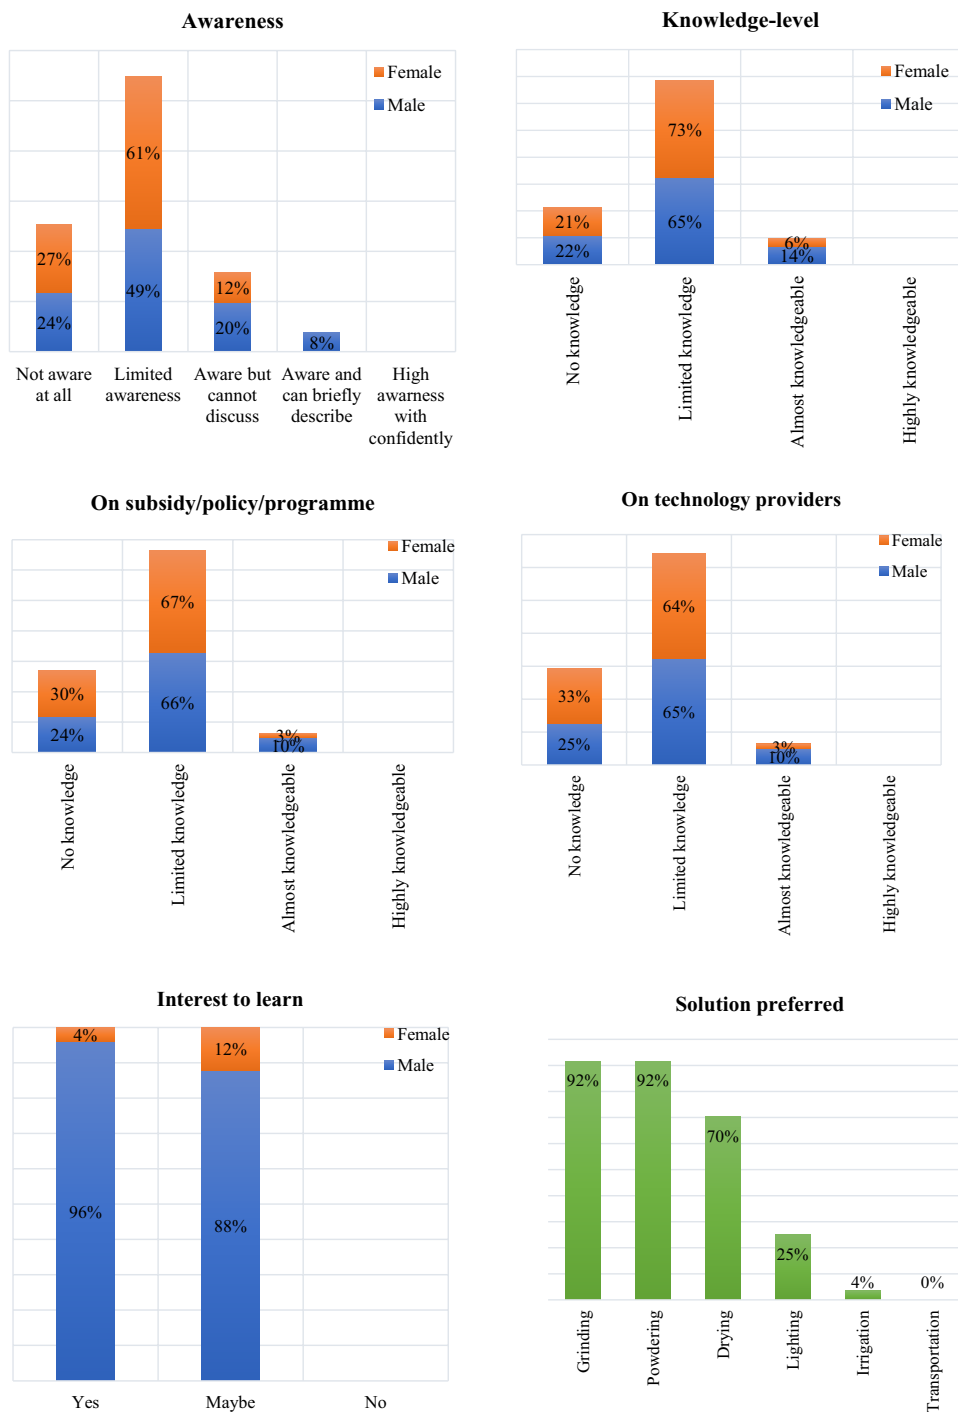 Awareness
Female
Male
61%
27%
49%
24%
12%
20%
8%
Not aware
at all
Limited
awareness
Aware but
cannot
discuss
Aware and
can briefly
describe
High
awarness
with
confidently
Knowledge-level
Female
Male
73%
65%
21%
22%
6%
14%
No knowledge
Limited knowledge
Almost knowledgeable
Highly knowledgeable
On subsidy/policy/programme
Female
Male
67%
66%
30%
24%
3%
10%
No knowledge
Limited knowledge
Almost knowledgeable
Highly knowledgeable
On technology providers
Female
Male
64%
65%
33%
25%
3%
10%
No knowledge
Limited knowledge
Almost knowledgeable
Highly knowledgeable
Interest to learn
Female
Male
4%
12%
96%
88%
Yes
Maybe
No
Solution preferred
92%
92%
70%
25%
4%
0%
Grinding
Powdering
Drying
Lighting
Irrigation
Transportation